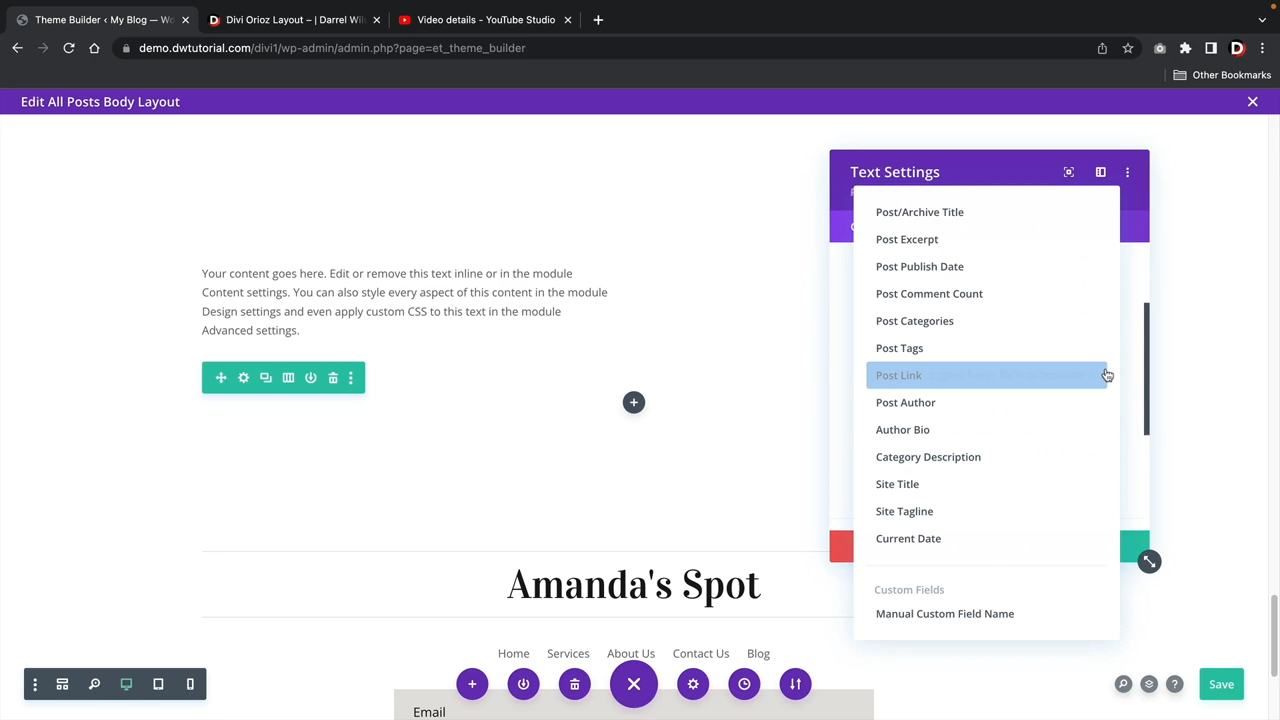 Theme Builder < My Blog — Wo
Divi Orioz Layout – | Darrel Wil
Video details - YouTube Studio
demo.dwtutorial.com/divi1/wp-admin/admin.php?page=et_theme_builder
Other Bookmarks
Edit All Posts Body Layout
Text Settings
Post/Archive Title
Post Excerpt
Post Publish Date
Post Comment Count
Post Categories
Post Tags
Post Link
Post Author
Author Bio
Category Description
Site Title
Site Tagline
Current Date
Custom Fields
Manual Custom Field Name
Your content goes here. Edit or remove this text inline or in the module
Content settings. You can also style every aspect of this content in the module
Design settings and even apply custom CSS to this text in the module
Advanced settings.
Amanda's Spot
Home Services About Us Contact Us Blog
Save
Email